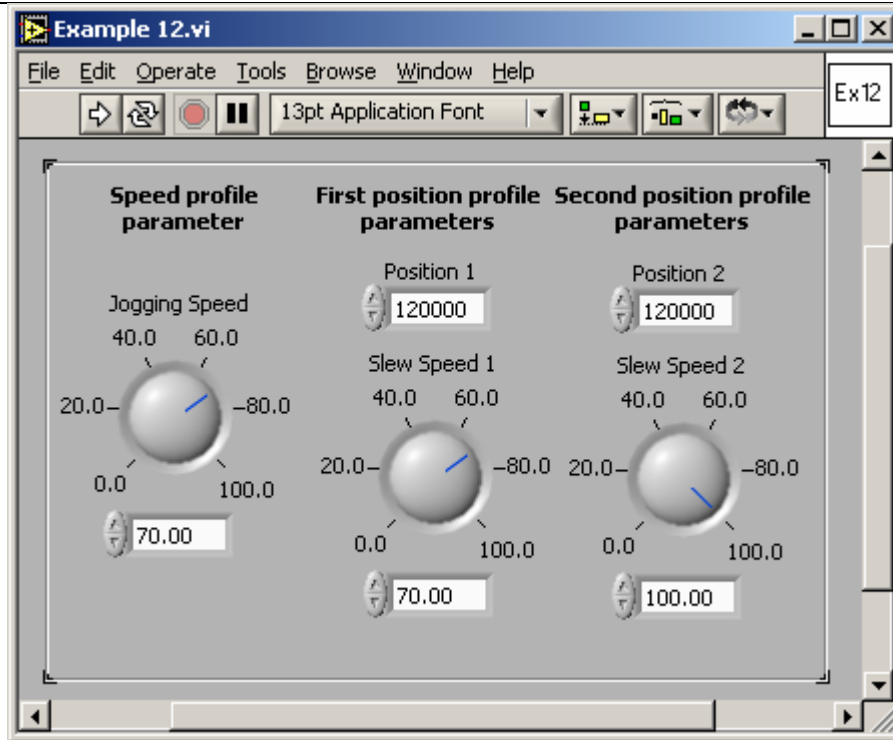 Example 12.vi
File Edit Operate Tools Browse Window Help
13pt Application Font
Ex12
Speed profile
parameter
First position profile
parameters
Second position profile
parameters
Jogging Speed
40.0 60.0
20.0 80.0
0.0 100.0
70.00
Position 1
120000
Slew Speed 1
40.0 60.0
20.0 80.0
0.0 100.0
70.00
Position 2
120000
Slew Speed 2
40.0 60.0
20.0 80.0
0.0 100.0
100.00